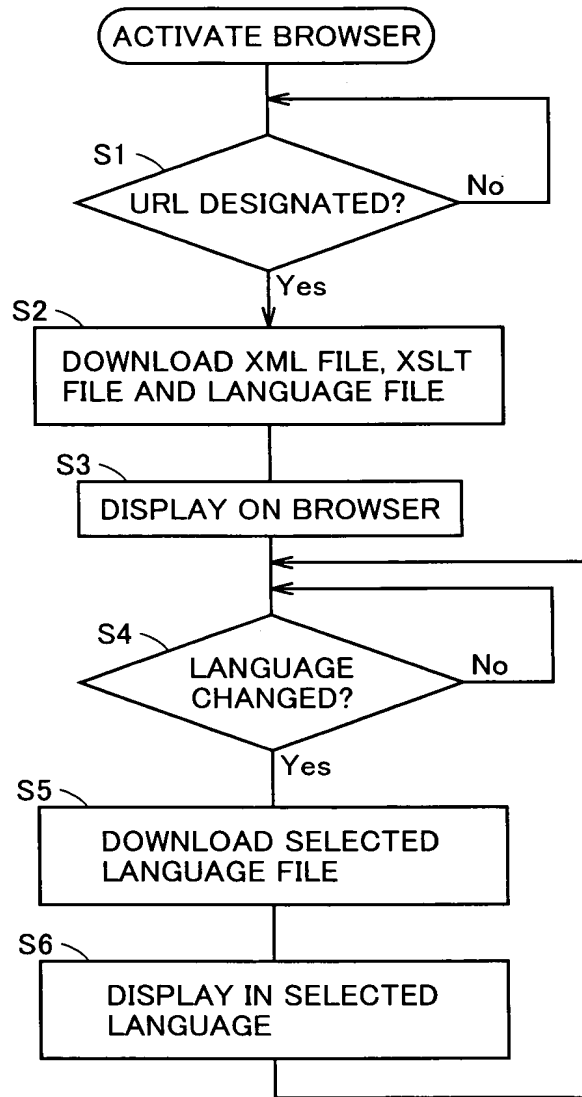 ACTIVATE BROWSER
S1
URL DESIGNATED?
No
Yes
S2
DOWNLOAD XML FILE, XSLT
FILE AND LANGUAGE FILE
S3
DISPLAY ON BROWSER
S4
LANGUAGE
CHANGED?
No
Yes
S5
DOWNLOAD SELECTED
LANGUAGE FILE
S6
DISPLAY IN SELECTED
LANGUAGE